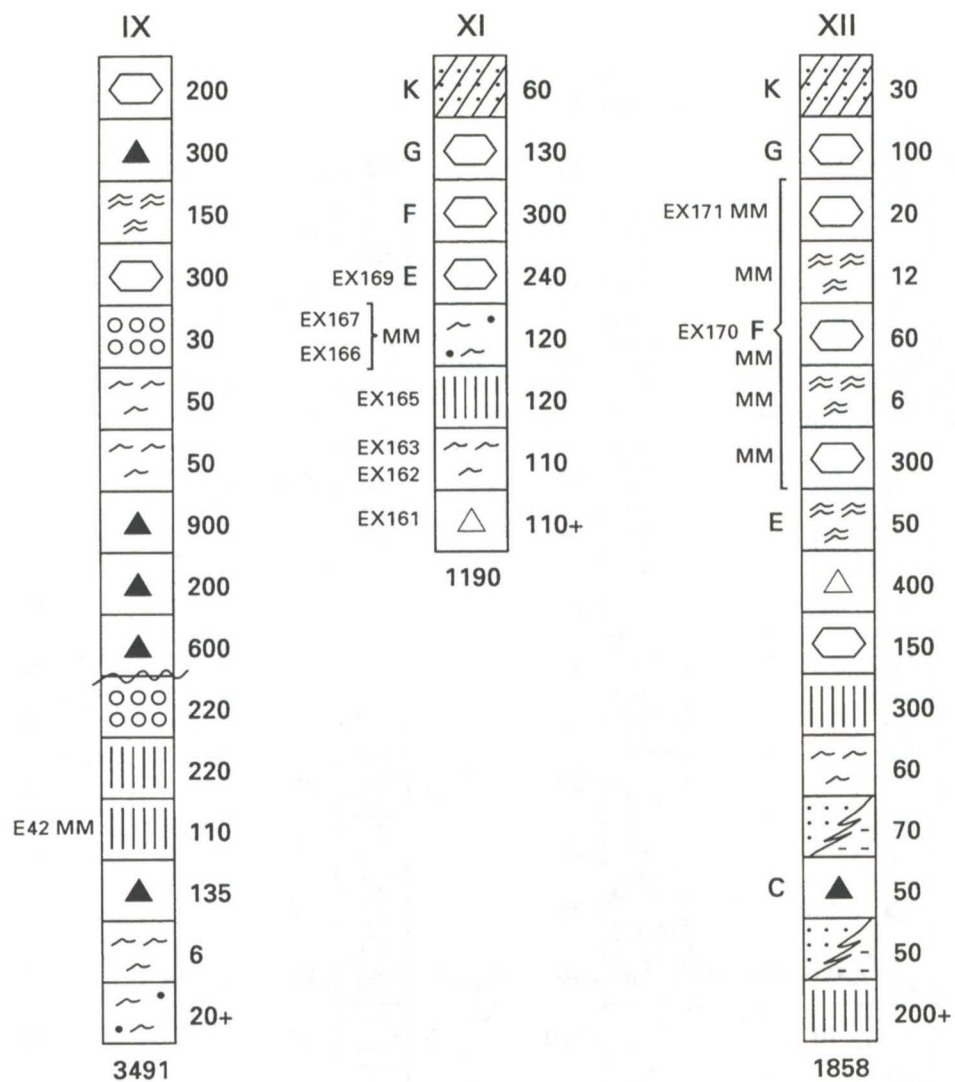 IX
200
300
150
300
30
50
50
900
200
600
220
220
E42 MM 110
135
6
20+
3491
XI
K 60
G 130
F 300
EX169 E 240
EX167
MM 120
EX166
EX165 120
EX163
110
EX162
EX161 110+
1190
XII
K 30
G 100
EX171 MM 20
MM 12
EX170 F 60
MM
MM 6
MM 300
E 50
400
150
300
60
70
C 50
50
200+
1858